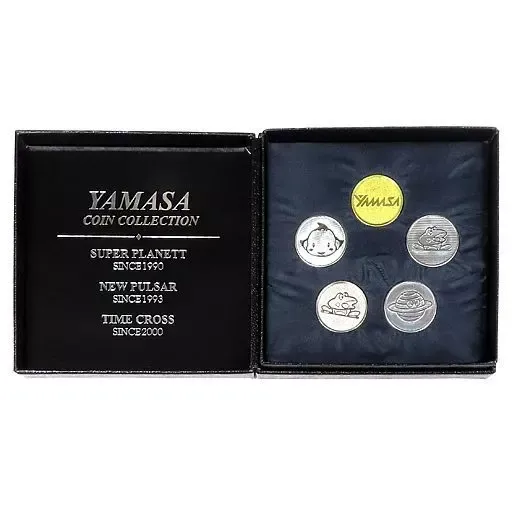 YAMASA
COIN COLLECTION
SUPER PLANETT
SINCE1990
NEW PULSAR
SINCE1993
TIME CROSS
SINCE2000
YAMASA